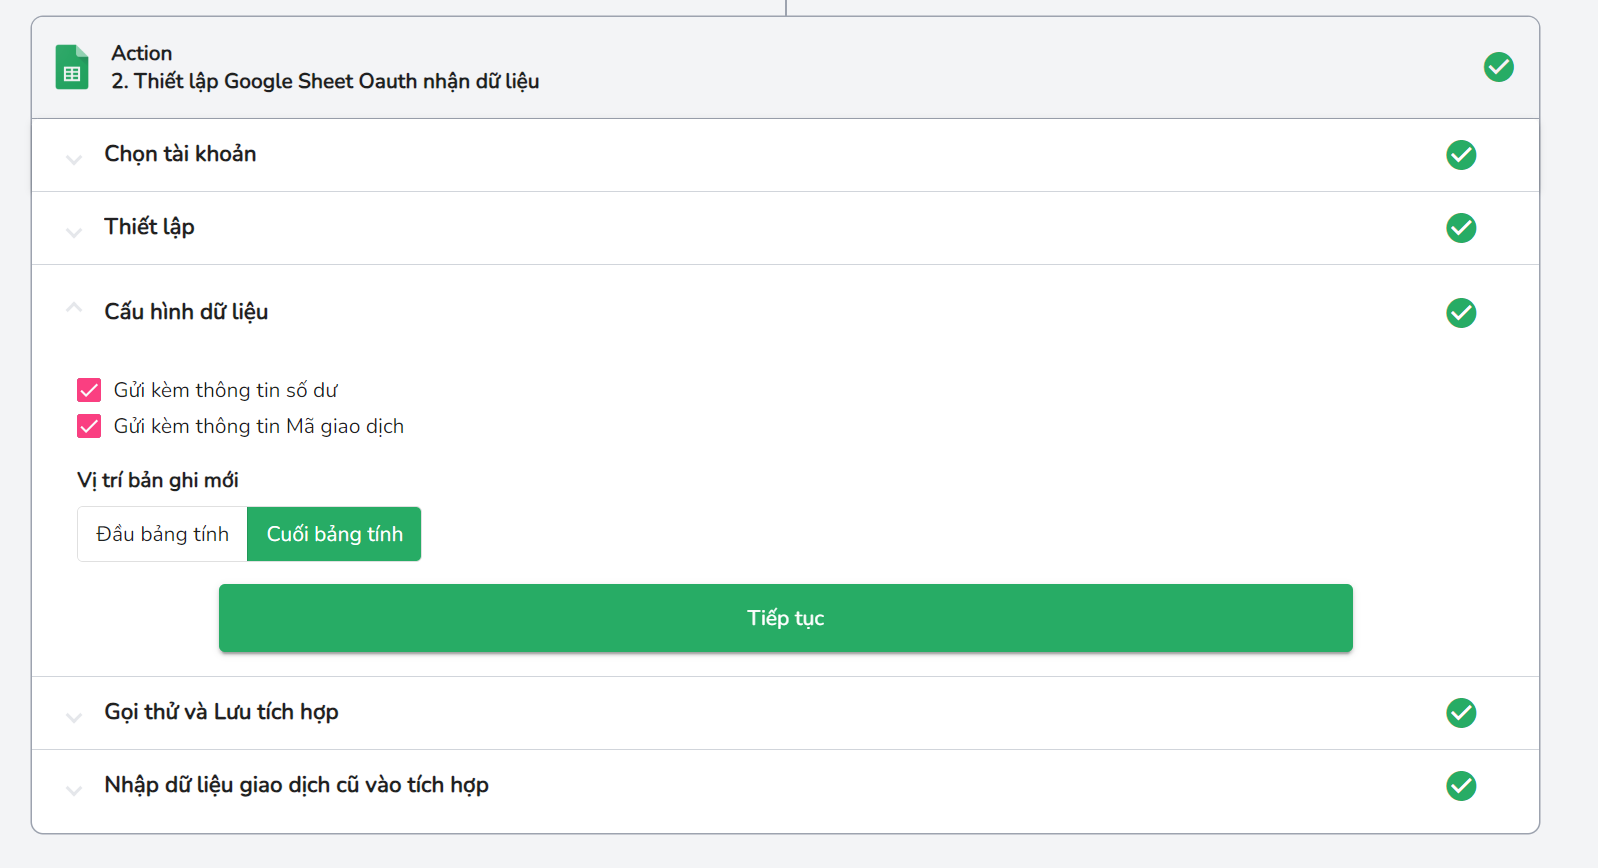 Action
2. Thiết lập Google Sheet Oauth nhận dữ liệu
Chọn tài khoản
Thiết lập
Cấu hình dữ liệu
Gửi kèm thông tin số dư
Gửi kèm thông tin Mã giao dịch
Vị trí bản ghi mới
Đầu bảng tính
Cuối bảng tính
Tiếp tục
Gọi thử và Lưu tích hợp
Nhập dữ liệu giao dịch cũ vào tích hợp